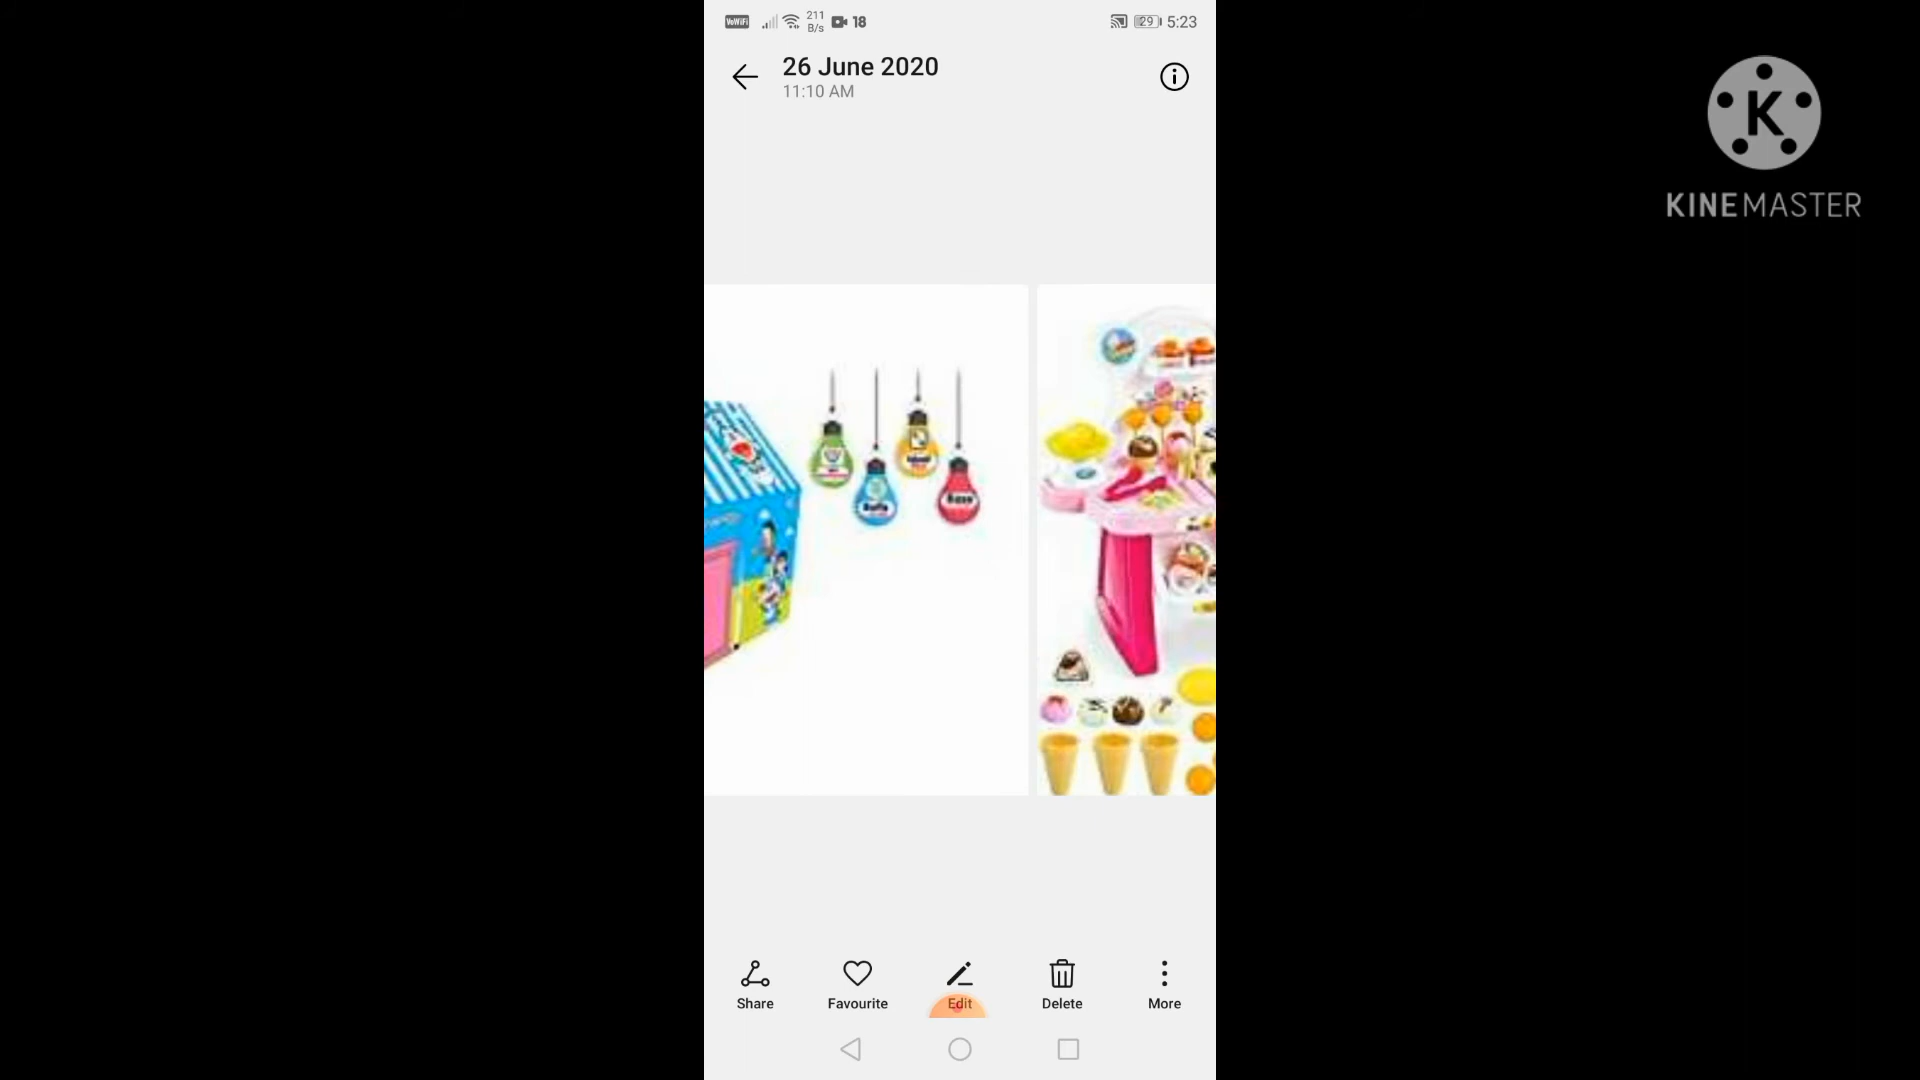 VoWiFi 211 B/s 18 29 5:23
26 June 2020
11:10 AM
K
KINEMASTER
Share Favourite Edit Delete More